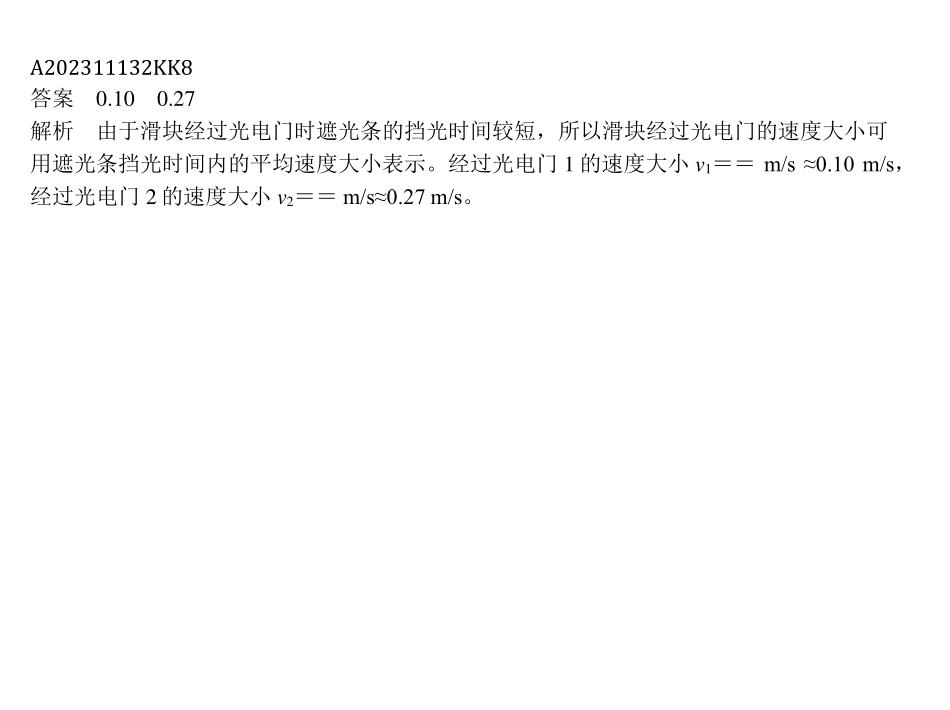 A202311132KK8
答案　0.10　0.27
解析　由于滑块经过光电门时遮光条的挡光时间较短，所以滑块经过光电门的速度大小可
用遮光条挡光时间内的平均速度大小表示。经过光电门 1 的速度大小 v₁＝＝ m/s ≈0.10 m/s，
经过光电门 2 的速度大小 v₂＝＝ m/s≈0.27 m/s。